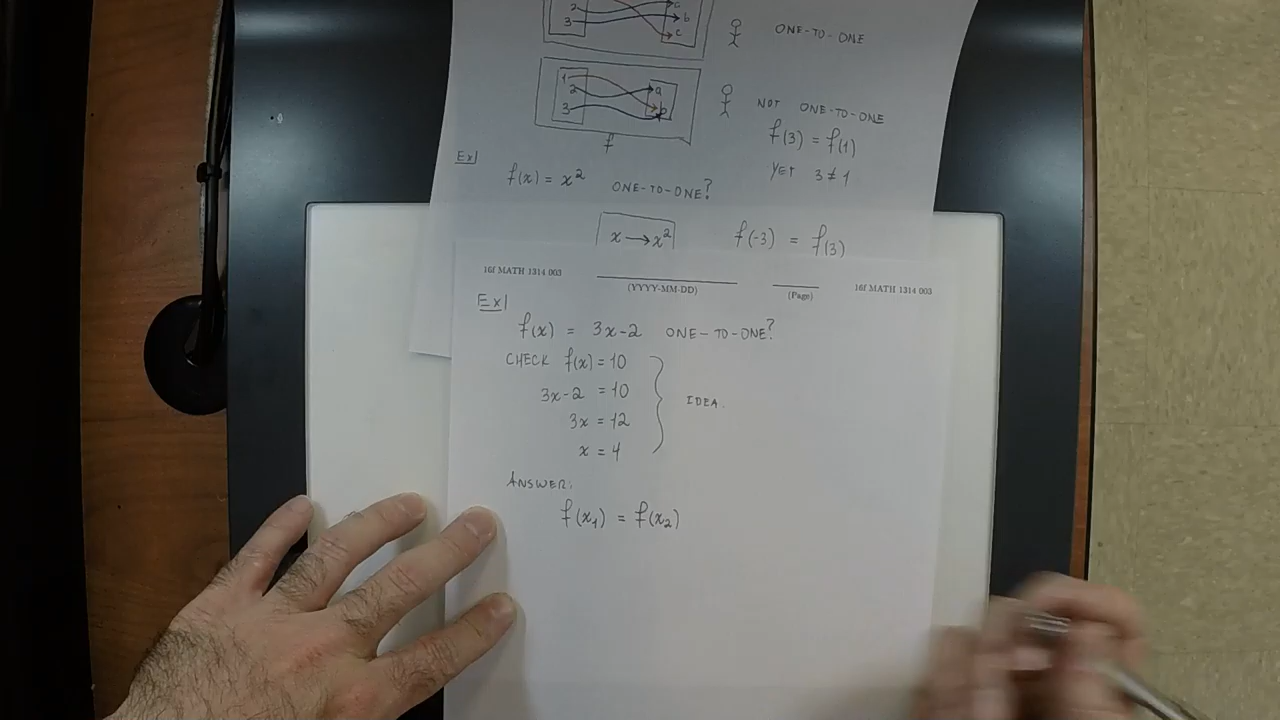 2
3
a
b
c
ONE-TO-ONE
1
2
3
a
b
f
NOT ONE-TO-ONE
f(3) = f(1)
YET 3 ≠ 1
Ex|
f(x) = x² ONE-TO-ONE?
x → x²
f(-3) = f(3)
16f MATH 1314 003
(YYYY-MM-DD)
(Page)
16f MATH 1314 003
Ex|
f(x) = 3x-2 ONE-TO-ONE?
CHECK f(x) = 10
3x-2 = 10
3x = 12
x = 4
IDEA.
ANSWER:
f(x₁) = f(x₂)